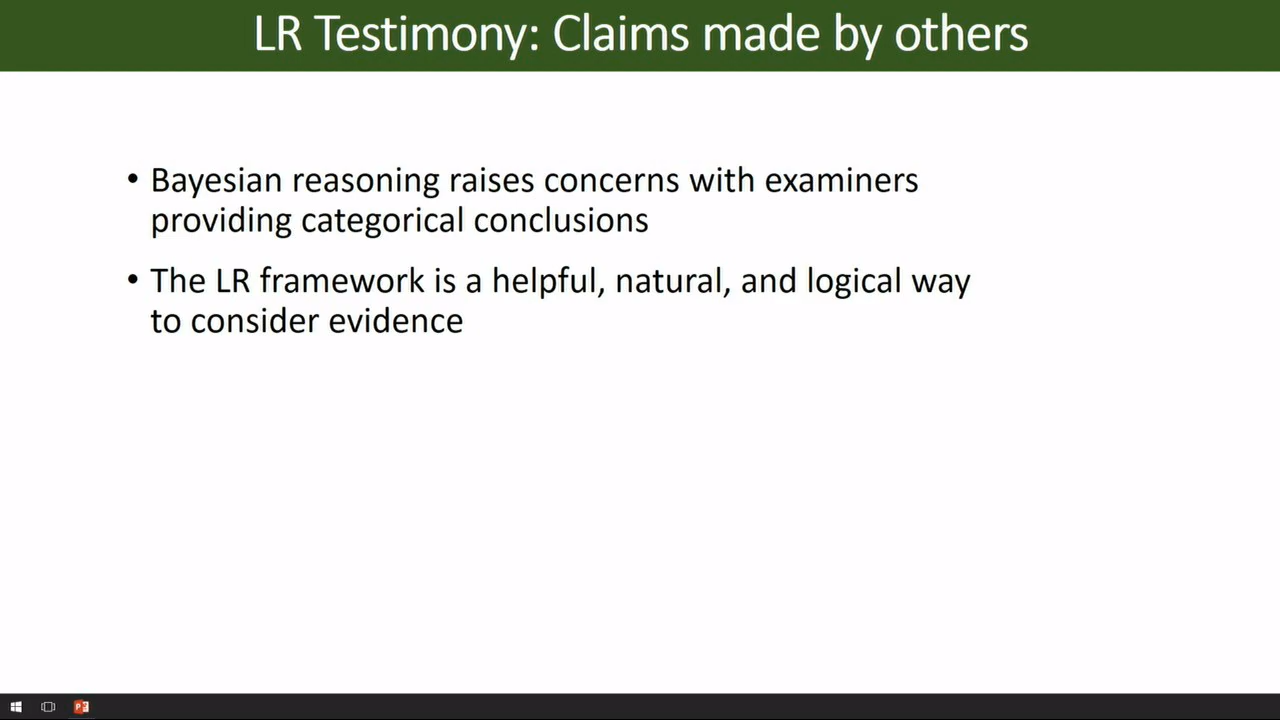 LR Testimony: Claims made by others
• Bayesian reasoning raises concerns with examiners
providing categorical conclusions
• The LR framework is a helpful, natural, and logical way
to consider evidence